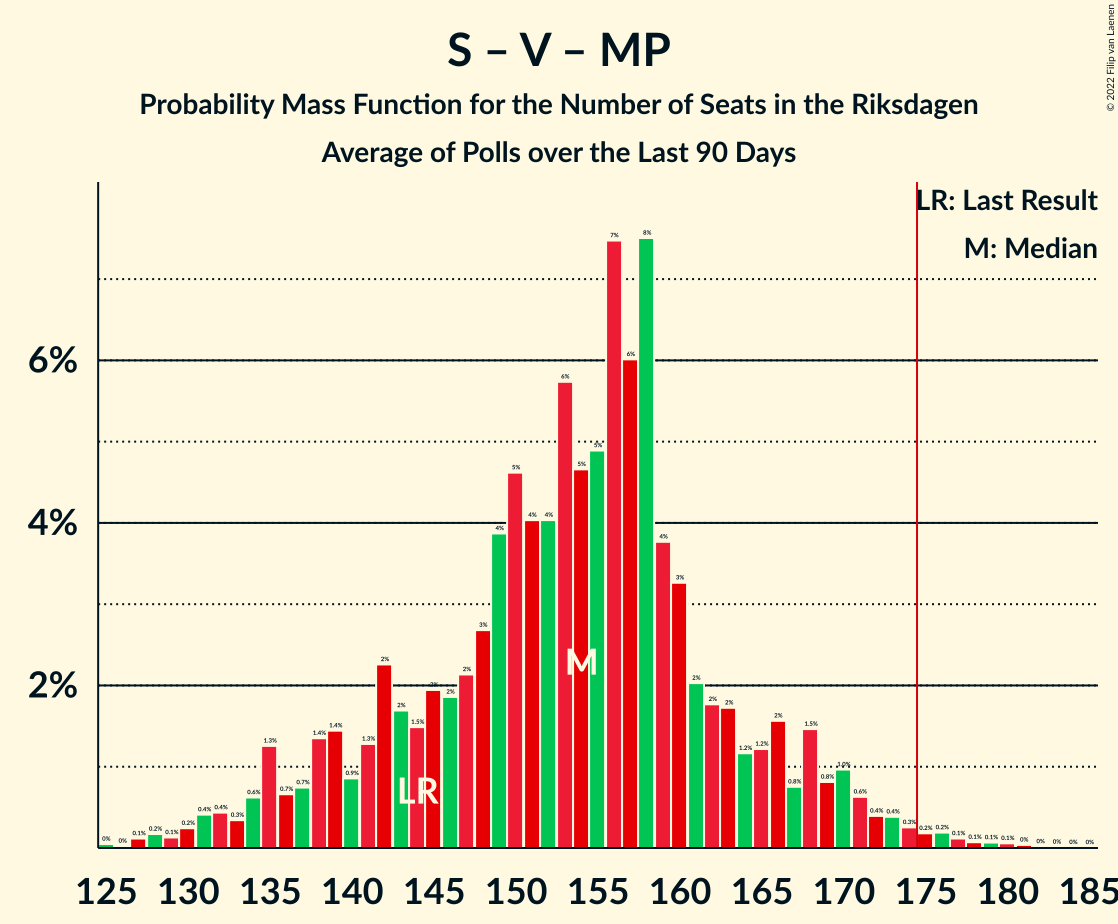 S – V – MP
Probability Mass Function for the Number of Seats in the Riksdagen
Average of Polls over the Last 90 Days
© 2022 Filip van Laenen
LR: Last Result
M: Median
6%
4%
2%
0% 0% 0.1% 0.2% 0.1% 0.2% 0.4% 0.4% 0.3% 0.6% 1.3% 0.7% 0.7% 1.4% 1.4% 0.9% 1.3% 2% 2% 1.5% 2% 2% 2% 3% 4% 5% 4% 4% 6% 5% 5% 7% 6% 8% 4% 3% 2% 2% 2% 1.2% 1.2% 2% 0.8% 1.5% 0.8% 1.0% 0.6% 0.4% 0.4% 0.3% 0.2% 0.2% 0.1% 0.1% 0.1% 0.1% 0% 0% 0% 0% 0%
M
LR
125 130 135 140 145 150 155 160 165 170 175 180 185